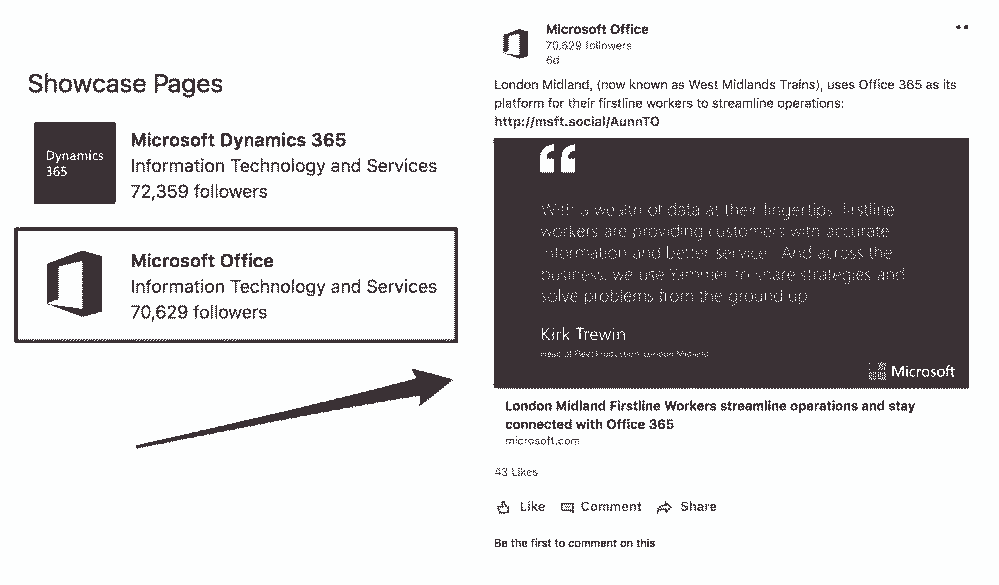 Showcase Pages
Dynamics
365
Microsoft Dynamics 365
Information Technology and Services
72,359 followers
Microsoft Office
Information Technology and Services
70,629 followers
Microsoft Office
70,629 followers
6d
London Midland, (now known as West Midlands Trains), uses Office 365 as its
platform for their firstline workers to streamline operations:
http://msft.social/AunnTO
With a wealth of data at their fingertips, firstline
workers are providing customers with accurate
information and better service. And across the
business, we use Yammer to share strategies and
solve problems from the ground up
Kirk Trewin
Head of London Midland
Microsoft
London Midland Firstline Workers streamline operations and stay
connected with Office 365
microsoft.com
43 Likes
Like Comment Share
Be the first to comment on this